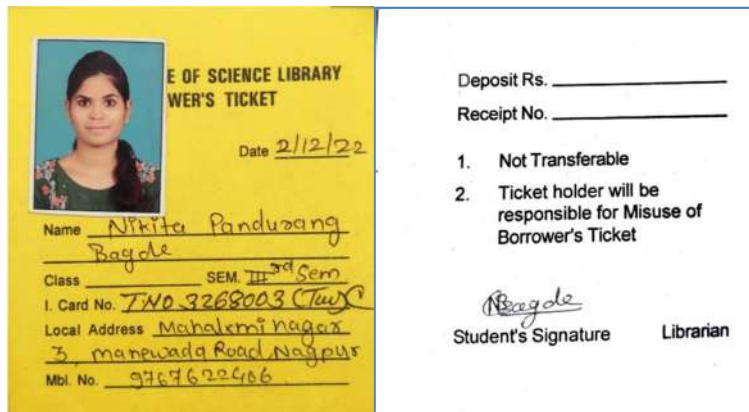 E OF SCIENCE LIBRARY
WER'S TICKET
Date 2/12/22
Name Nikita Pandurang
Bagde
Class SEM. IIIrd Sem
I. Card No. TNO 3268003
Local Address Mahalxmi nagar
3, manewada Road, Nagpur
Mbl. No. 9767622406
Deposit Rs.
Receipt No.
1. Not Transferable
2. Ticket holder will be
responsible for Misuse of
Borrower's Ticket
NBagde
Student's Signature Librarian